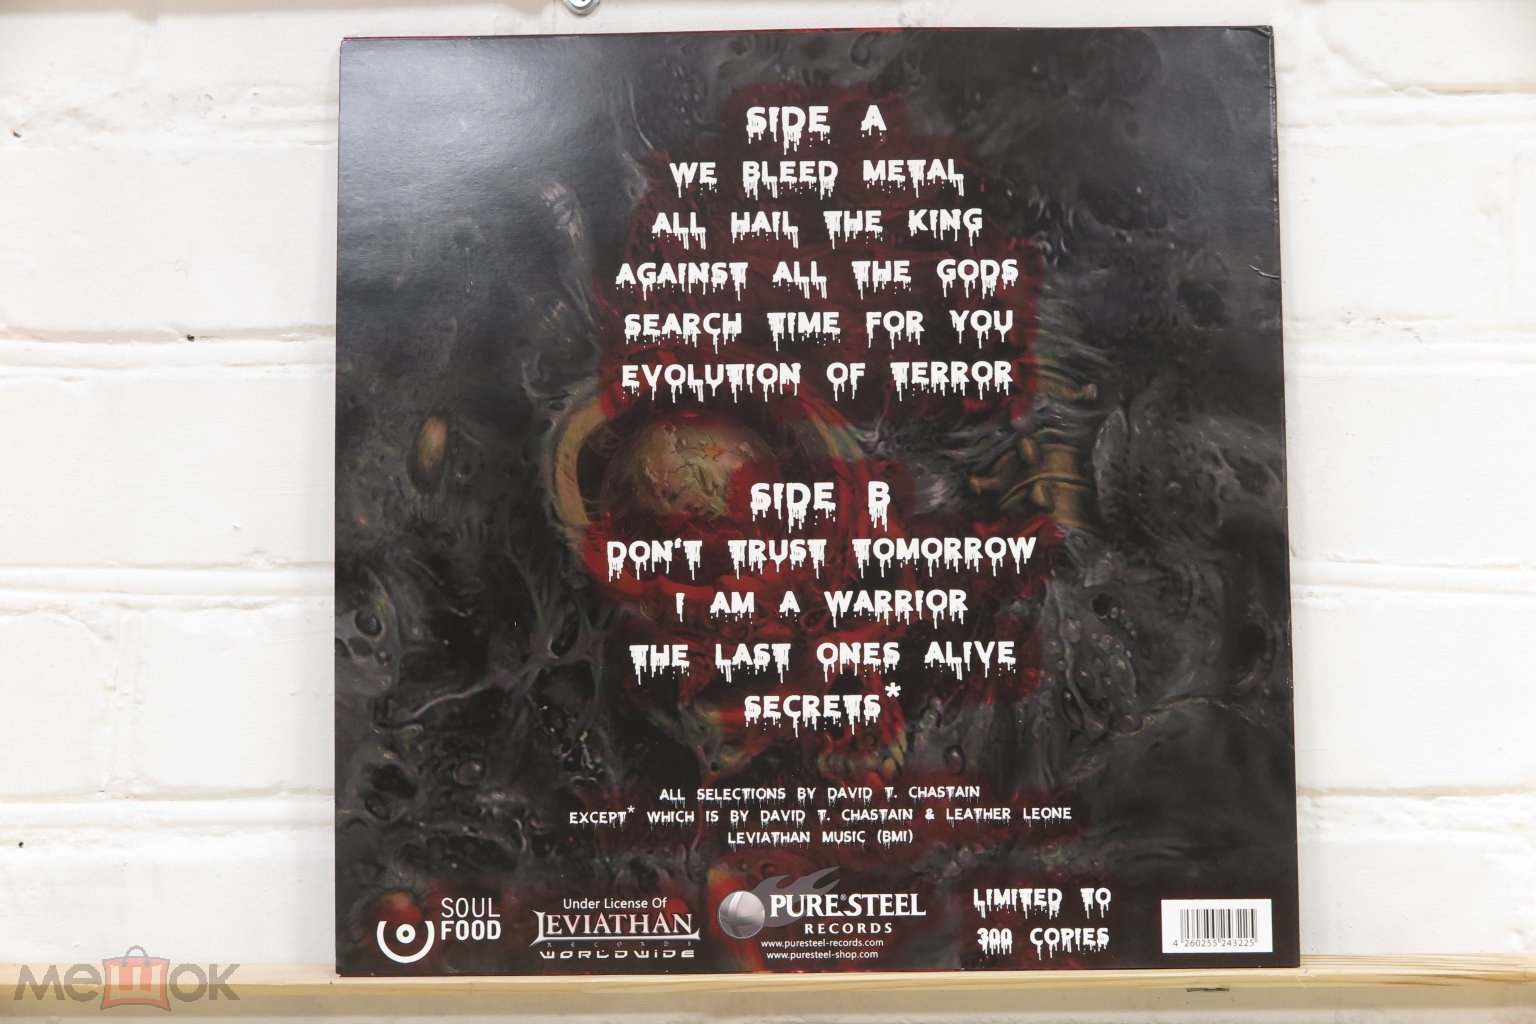 SIDE A
WE BLEED METAL
ALL HAIL THE KING
AGAINST ALL THE GODS
SEARCH TIME FOR YOU
EVOLUTION OF TERROR
SIDE B
DON'T TRUST TOMORROW
I AM A WARRIOR
THE LAST ONES ALIVE
SECRETS*
ALL SELECTIONS BY DAVID T. CHASTAIN
EXCEPT* WHICH IS BY DAVID T. CHASTAIN & LEATHER LEONE
LEVIATHAN MUSIC (BMI)
SOUL
FOOD
Under License Of
LEVIATHAN
RECORDS
WORLDWIDE
PURE STEEL
RECORDS
www.puresteel-records.com
www.puresteel-shop.com
LIMITED TO
300 COPIES
4 260255 243225
мешок